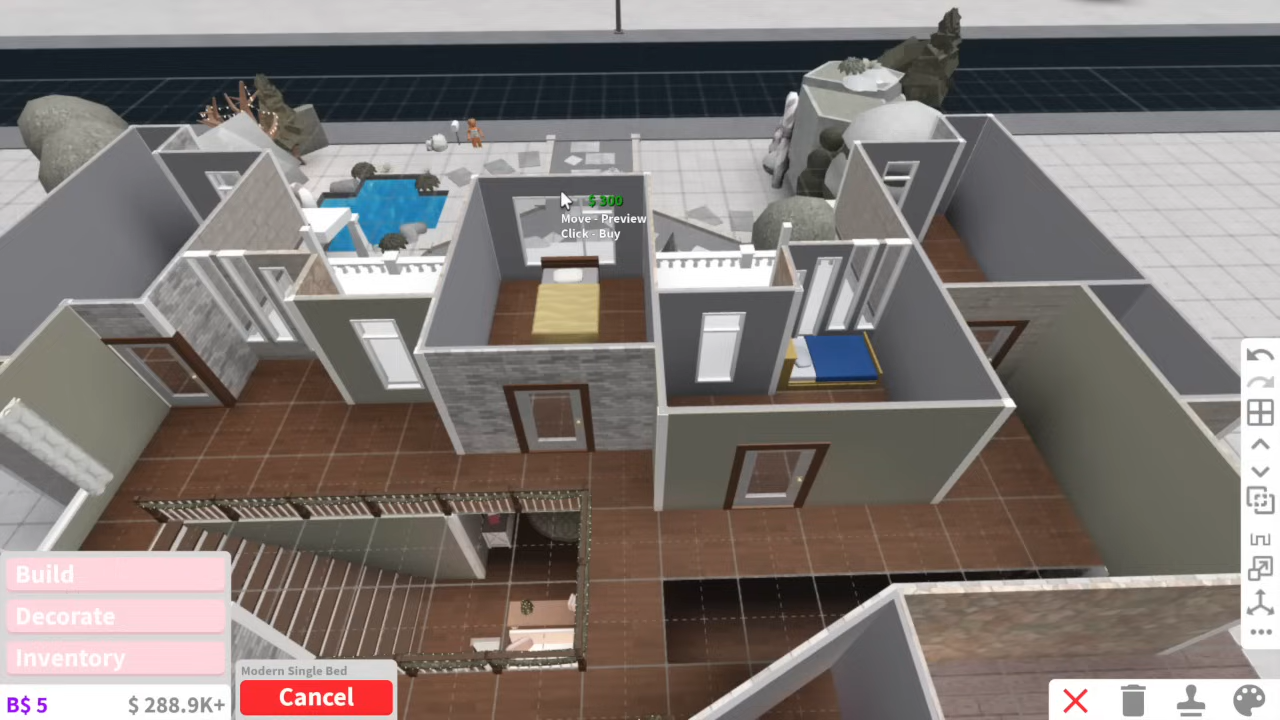 $ 300
Move - Preview
Click - Buy
Build
Decorate
Inventory
B$ 5
$ 288.9K+
Modern Single Bed
Cancel